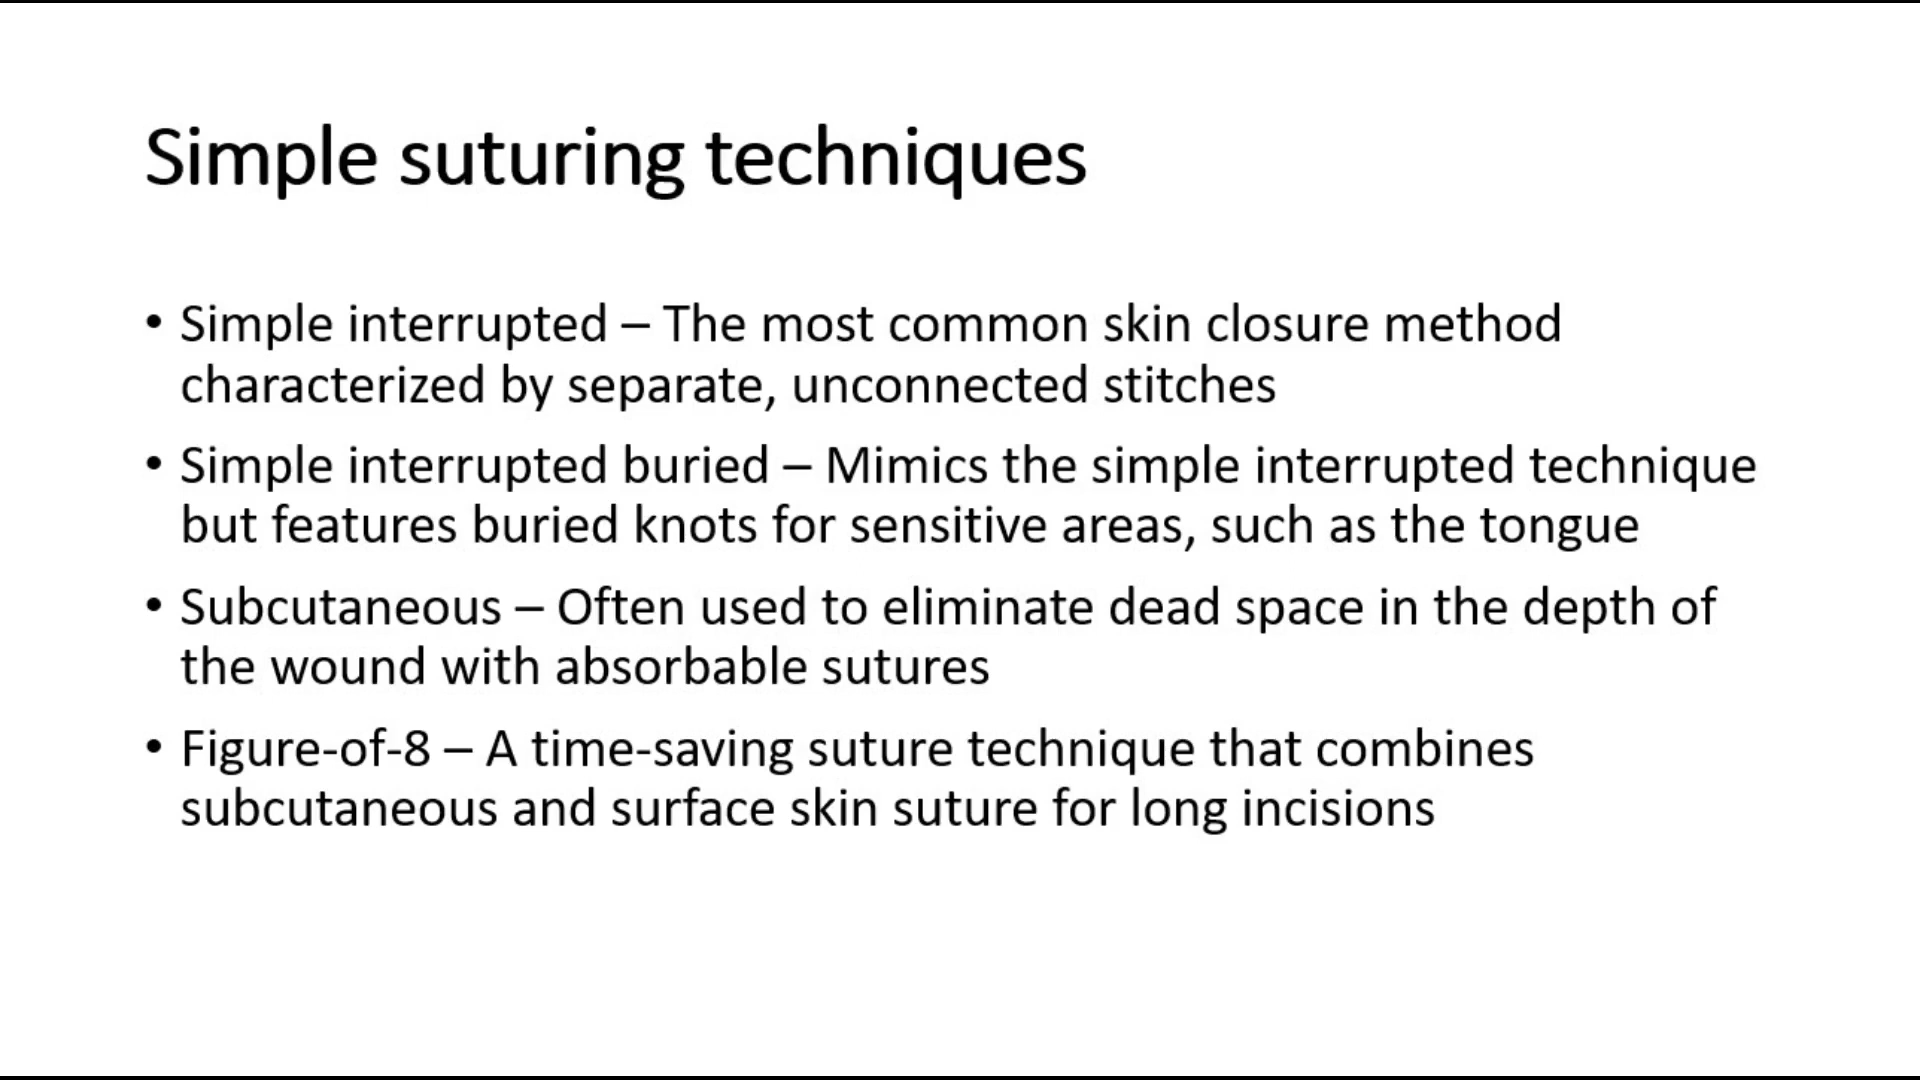 Simple suturing techniques
• Simple interrupted – The most common skin closure method
characterized by separate, unconnected stitches
• Simple interrupted buried – Mimics the simple interrupted technique
but features buried knots for sensitive areas, such as the tongue
• Subcutaneous – Often used to eliminate dead space in the depth of
the wound with absorbable sutures
• Figure-of-8 – A time-saving suture technique that combines
subcutaneous and surface skin suture for long incisions